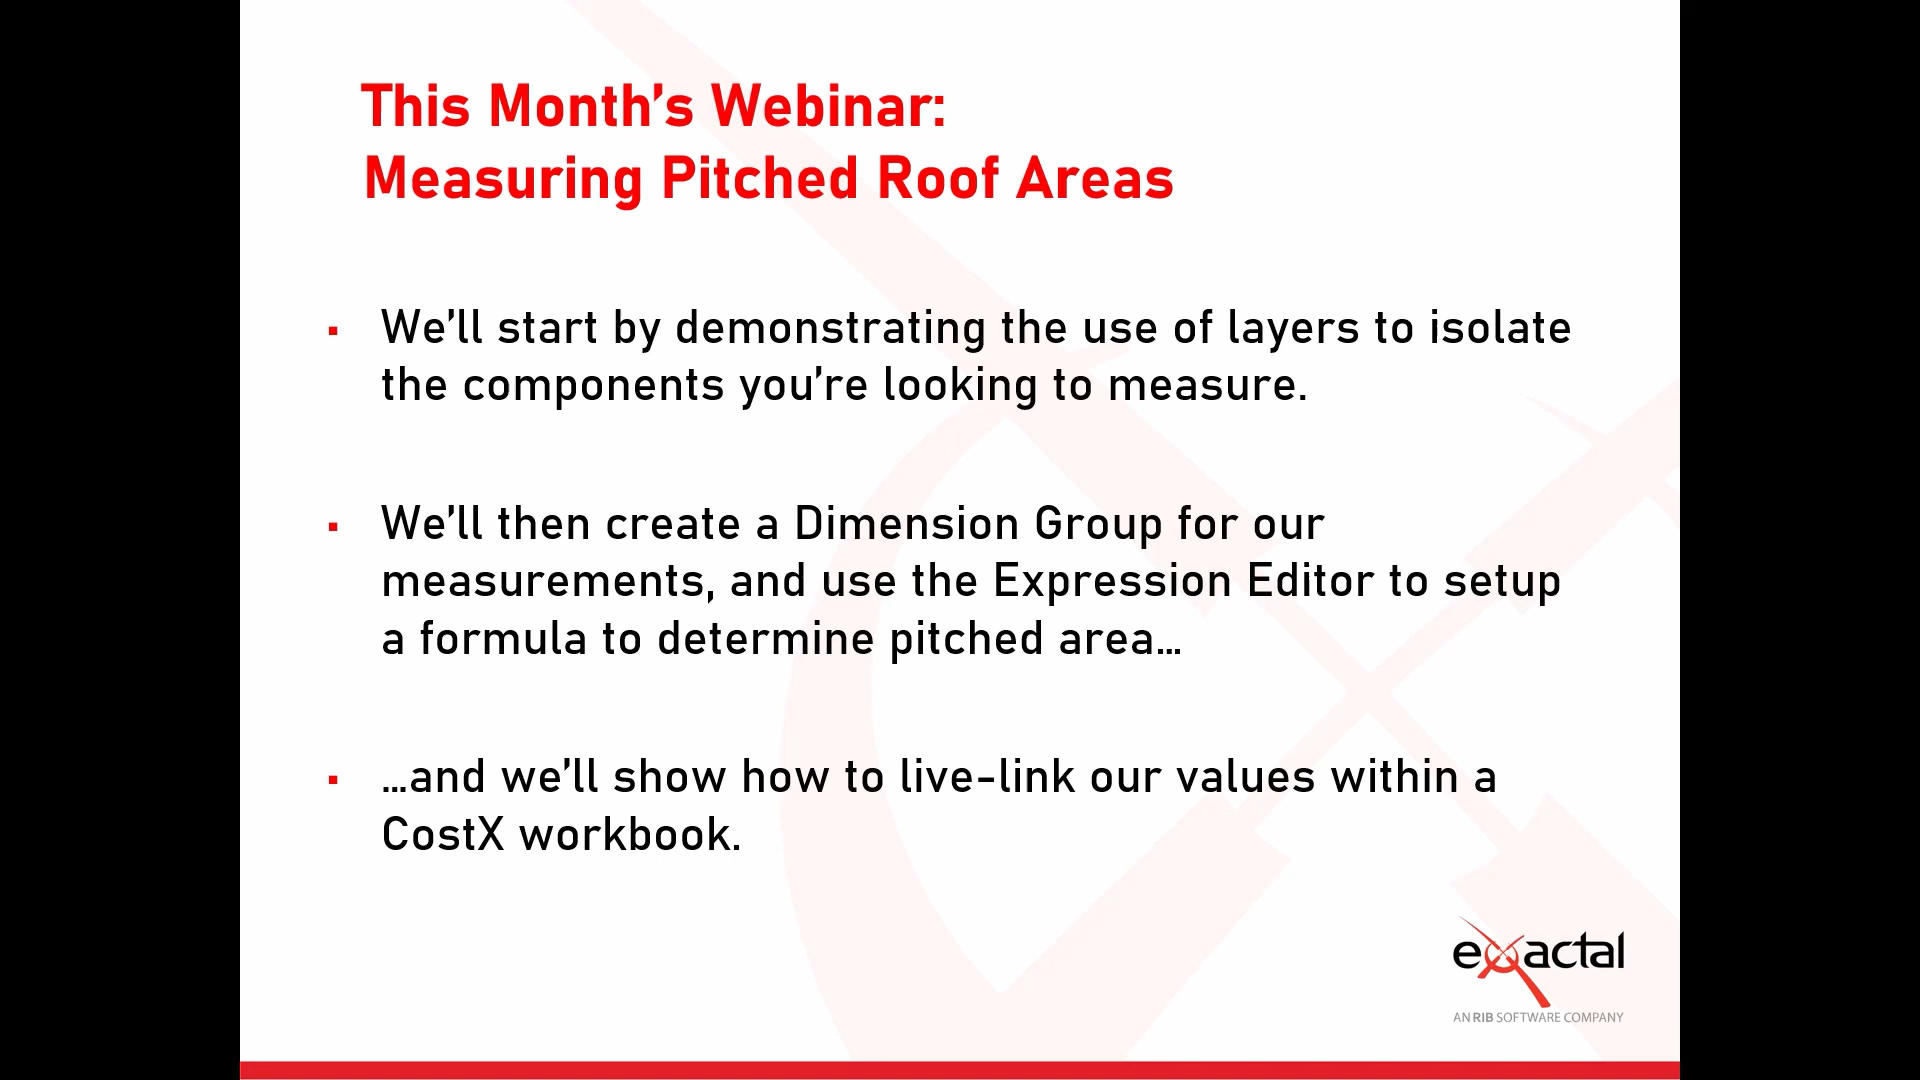 This Month’s Webinar:
Measuring Pitched Roof Areas
▪ We’ll start by demonstrating the use of layers to isolate
the components you’re looking to measure.
▪ We’ll then create a Dimension Group for our
measurements, and use the Expression Editor to setup
a formula to determine pitched area…
▪ …and we’ll show how to live-link our values within a
CostX workbook.
exactal
AN RIB SOFTWARE COMPANY